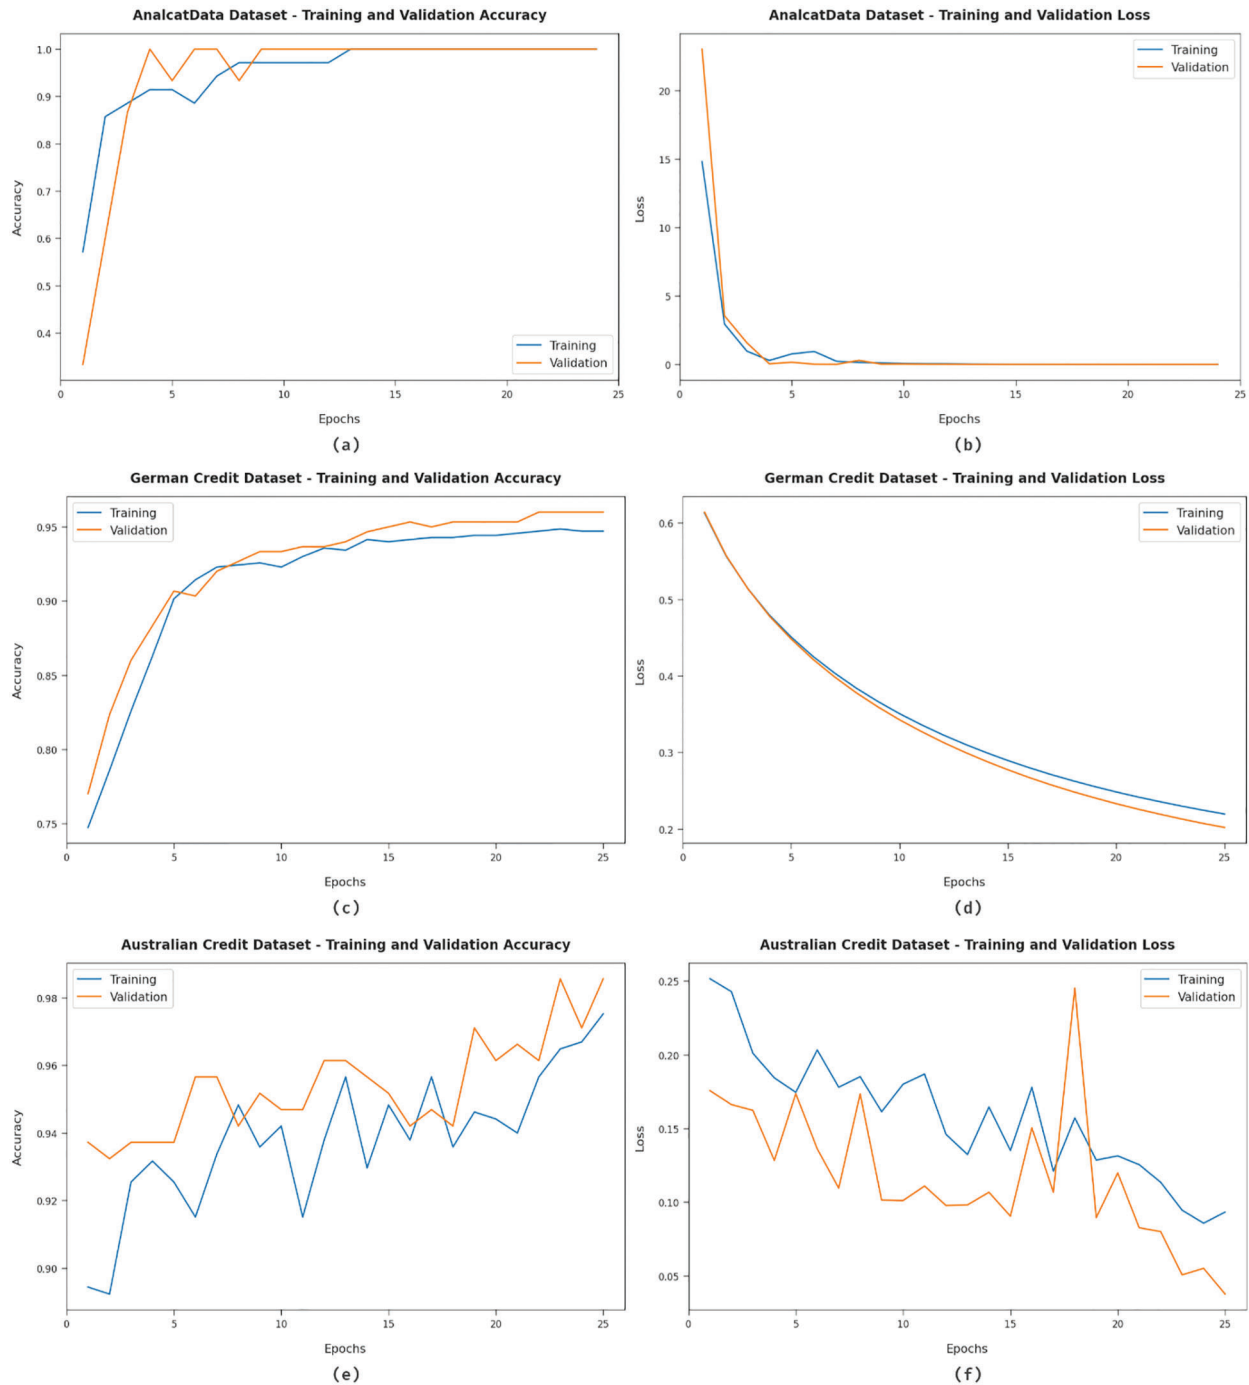 AnalcatData Dataset - Training and Validation Accuracy
1.0
0.9
0.8
0.7
0.6
0.5
0.4
Accuracy
Training
Validation
0 5 10 15 20 25
Epochs
(a)
AnalcatData Dataset - Training and Validation Loss
Training
Validation
20
15
10
5
0
Loss
0 5 10 15 20 25
Epochs
(b)
German Credit Dataset - Training and Validation Accuracy
Training
Validation
0.95
0.90
0.85
0.80
0.75
Accuracy
0 5 10 15 20 25
Epochs
(c)
German Credit Dataset - Training and Validation Loss
Training
Validation
0.6
0.5
0.4
0.3
0.2
Loss
0 5 10 15 20 25
Epochs
(d)
Australian Credit Dataset - Training and Validation Accuracy
Training
Validation
0.98
0.96
0.94
0.92
0.90
Accuracy
0 5 10 15 20 25
Epochs
(e)
Australian Credit Dataset - Training and Validation Loss
Training
Validation
0.25
0.20
0.15
0.10
0.05
Loss
0 5 10 15 20 25
Epochs
(f)